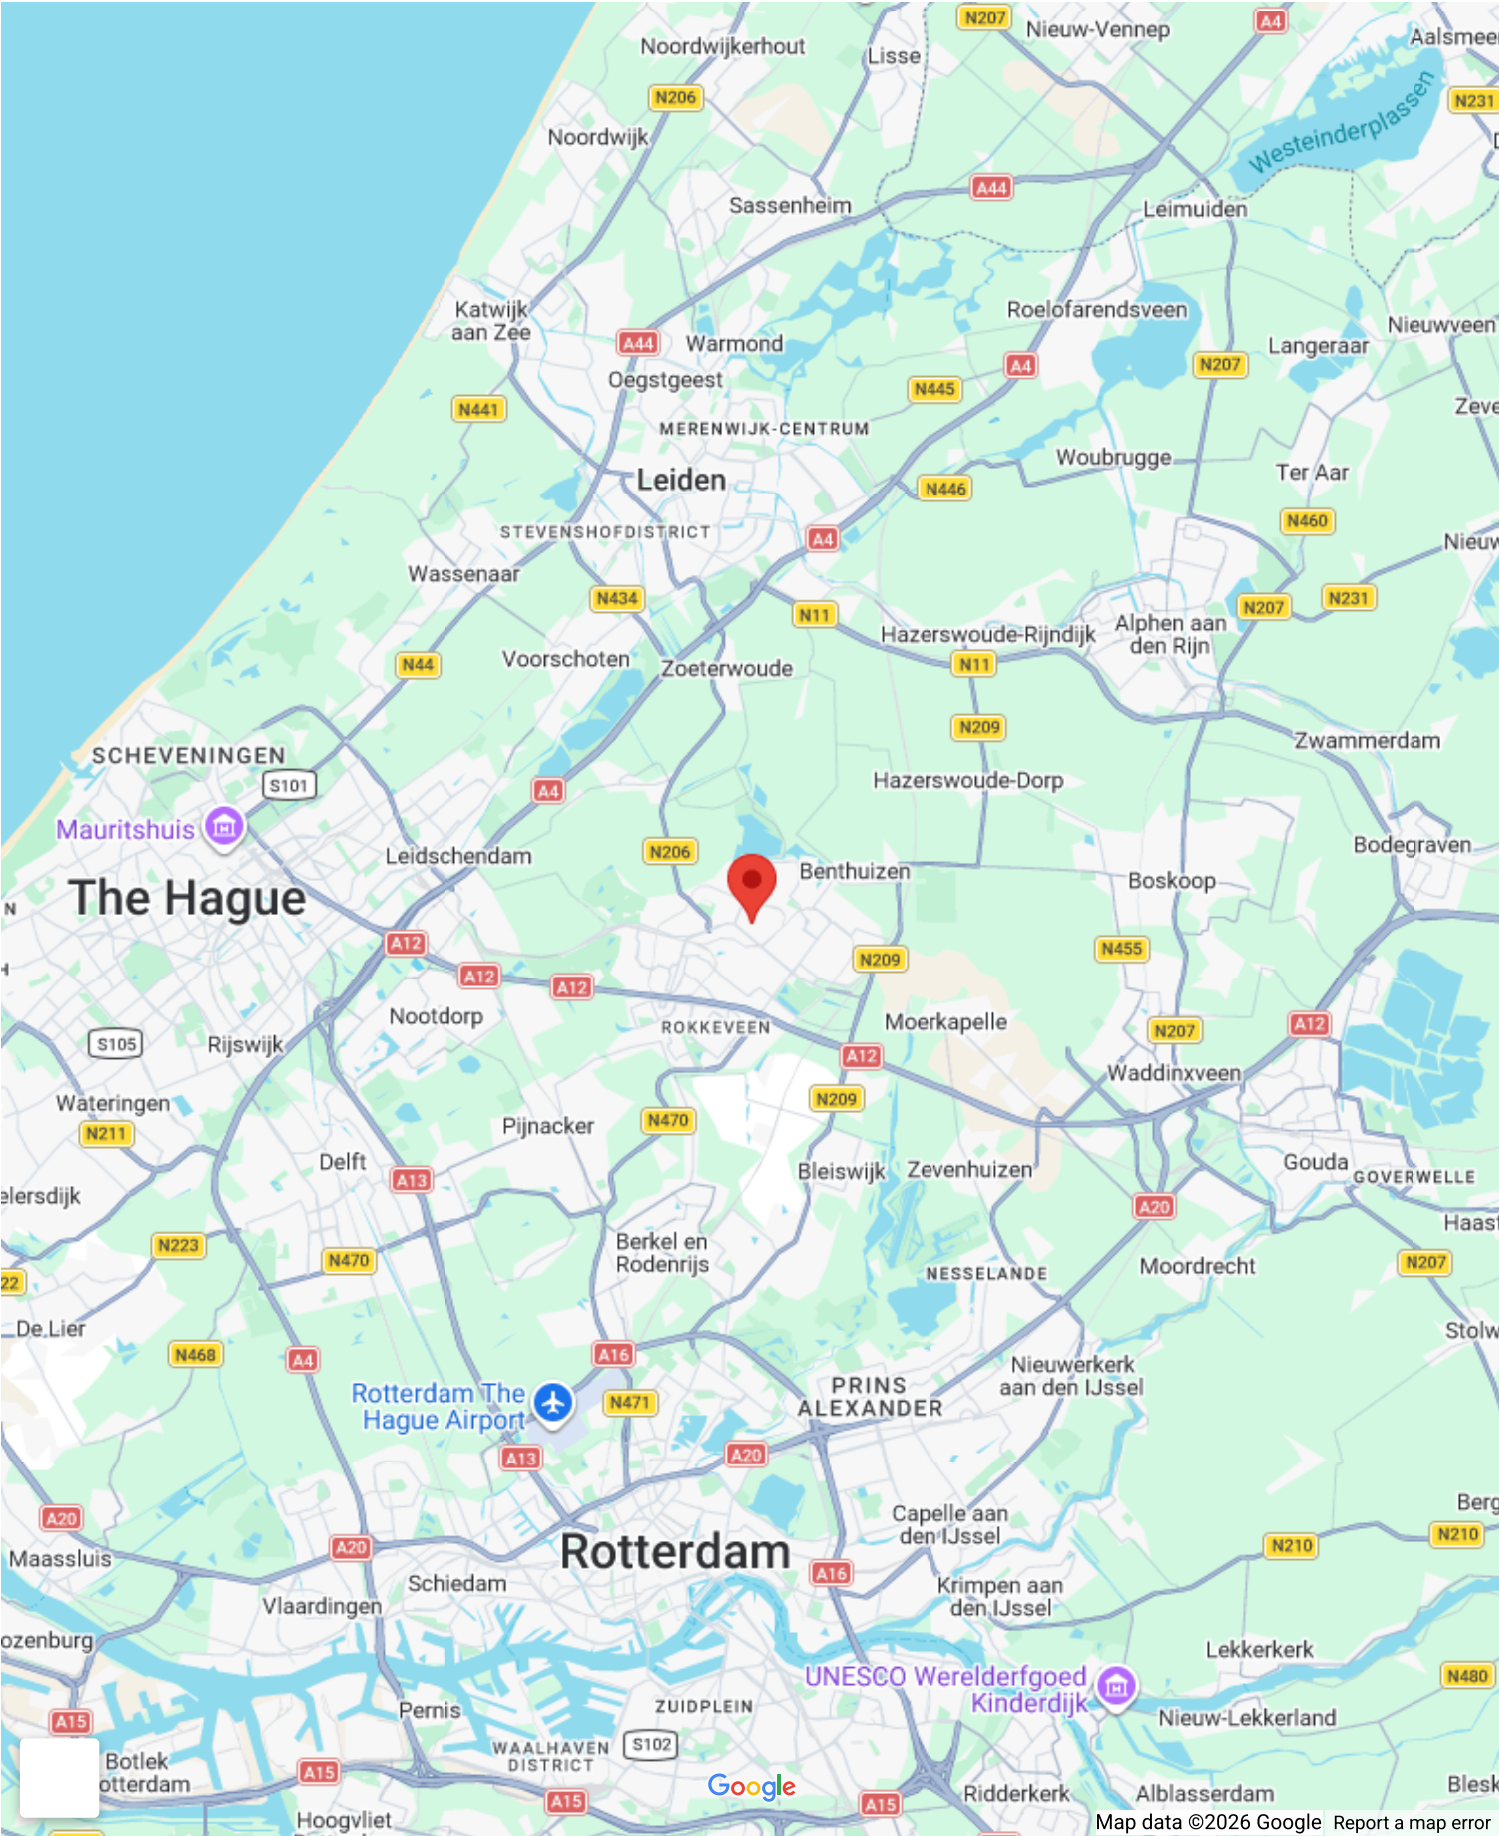 N207
Nieuw-Vennep
A4
Aalsmeer
Noordwijkerhout
Lisse
N206
N231
Westeinderplassen
Noordwijk
A44
Sassenheim
Leimuiden
Katwijk
aan Zee
Roelofarendsveen
A44
Warmond
Nieuwveen
Langeraar
A4
N207
Oegstgeest
N445
N441
Zeve
MERENWIJK-CENTRUM
Woubrugge
Leiden
Ter Aar
N446
N460
STEVENSHOFDISTRICT
A4
Nieuw
Wassenaar
N434
N231
N207
N11
Alphen aan
den Rijn
Hazerswoude-Rijndijk
Voorschoten
N44
Zoeterwoude
N11
N209
Zwammerdam
SCHEVENINGEN
S101
Hazerswoude-Dorp
A4
Mauritshuis
Bodegraven
N206
Leidschendam
Benthuizen
Boskoop
The Hague
N
A12
N455
N209
H
A12
A12
Nootdorp
Moerkapelle
A12
ROKKEVEEN
N207
S105
Rijswijk
A12
Waddinxveen
Wateringen
N209
N470
Pijnacker
N211
Delft
Bleiswijk
Zevenhuizen
Gouda
GOVERWELLE
A13
elersdijk
A20
Haast
N223
Berkel en
Rodenrijs
N470
N207
Moordrecht
NESSELANDE
22
De Lier
Stolw
N468
A4
A16
Nieuwerkerk
aan den IJssel
PRINS
ALEXANDER
Rotterdam The
Hague Airport
N471
A13
A20
Berg
A20
Capelle aan
den IJssel
N210
N210
A20
Maassluis
Rotterdam
A16
Schiedam
Krimpen aan
den IJssel
Vlaardingen
ozenburg
Lekkerkerk
UNESCO Werelderfgoed
Kinderdijk
N480
ZUIDPLEIN
Pernis
Nieuw-Lekkerland
A15
S102
WAALHAVEN
DISTRICT
Botlek
otterdam
A15
Google
Blesk
Ridderkerk
Alblasserdam
A15
A15
Hoogvliet
Map data ©2026 Google
Report a map error